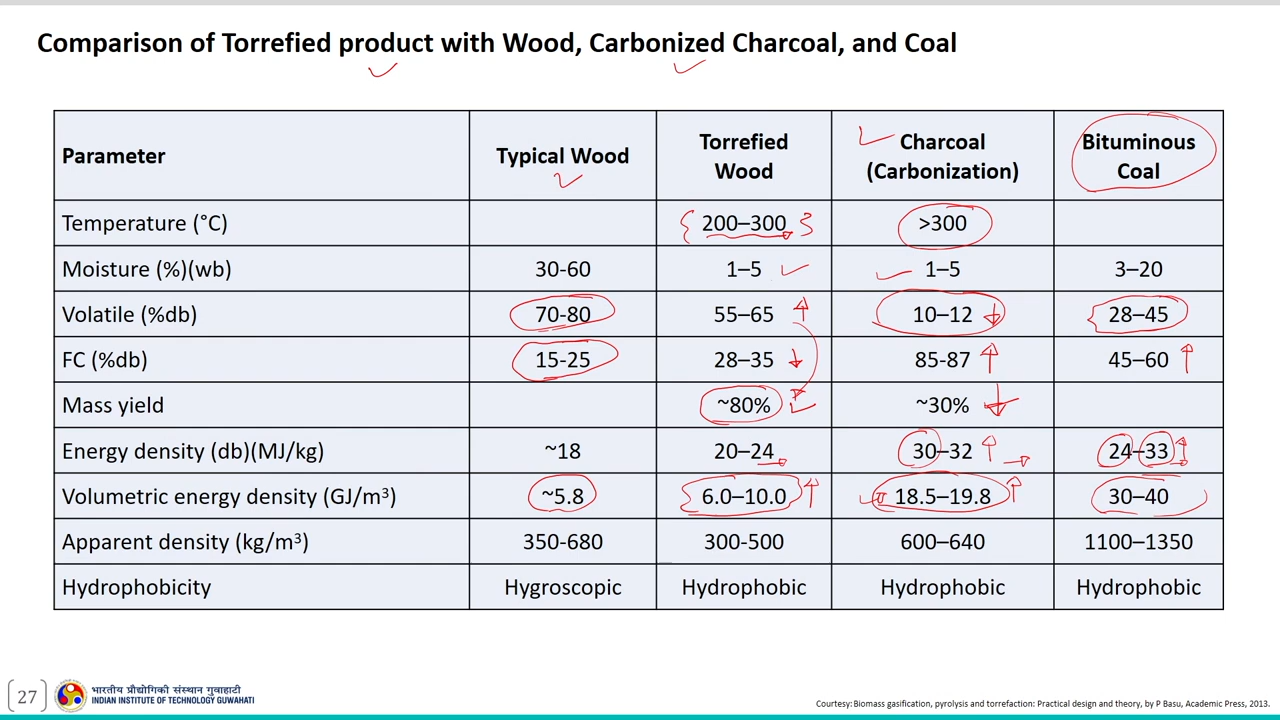 Comparison of Torrefied product with Wood, Carbonized Charcoal, and Coal
Parameter Typical Wood Torrefied Wood Charcoal (Carbonization) Bituminous Coal
Temperature (°C) 200–300 >300
Moisture (%)(wb) 30-60 1–5 1–5 3–20
Volatile (%db) 70-80 55–65 10–12 28–45
FC (%db) 15-25 28–35 85-87 45–60
Mass yield ~80% ~30%
Energy density (db)(MJ/kg) ~18 20–24 30–32 24–33
Volumetric energy density (GJ/m³) ~5.8 6.0–10.0 18.5–19.8 30–40
Apparent density (kg/m³) 350-680 300-500 600–640 1100–1350
Hydrophobicity Hygroscopic Hydrophobic Hydrophobic Hydrophobic
27
भारतीय प्रौद्योगिकी संस्थान गुवाहाटी
INDIAN INSTITUTE OF TECHNOLOGY GUWAHATI
Courtesy: Biomass gasification, pyrolysis and torrefaction: Practical design and theory, by P Basu, Academic Press, 2013.